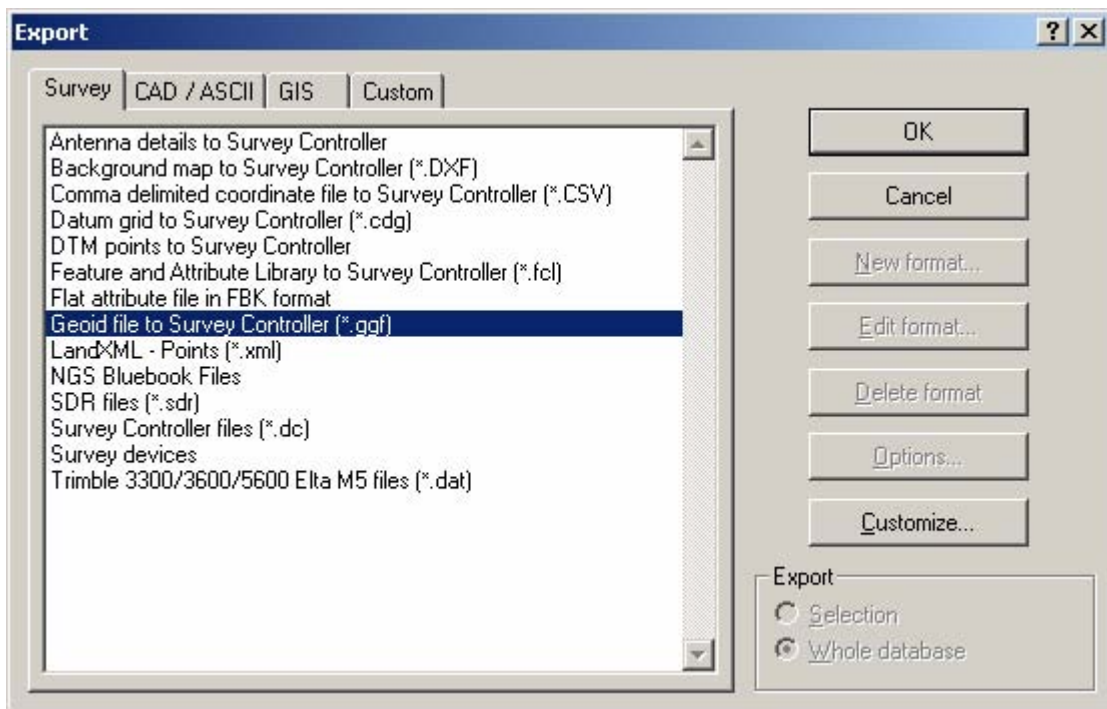 Export
Survey
CAD / ASCII
GIS
Custom
Antenna details to Survey Controller
Background map to Survey Controller (*.DXF)
Comma delimited coordinate file to Survey Controller (*.CSV)
Datum grid to Survey Controller (*.cdg)
DTM points to Survey Controller
Feature and Attribute Library to Survey Controller (*.fcl)
Flat attribute file in FBK format
Geoid file to Survey Controller (*.ggf)
LandXML - Points (*.xml)
NGS Bluebook Files
SDR files (*.sdr)
Survey Controller files (*.dc)
Survey devices
Trimble 3300/3600/5600 Elta M5 files (*.dat)
OK
Cancel
New format...
Edit format...
Delete format
Options...
Customize...
Export
Selection
Whole database